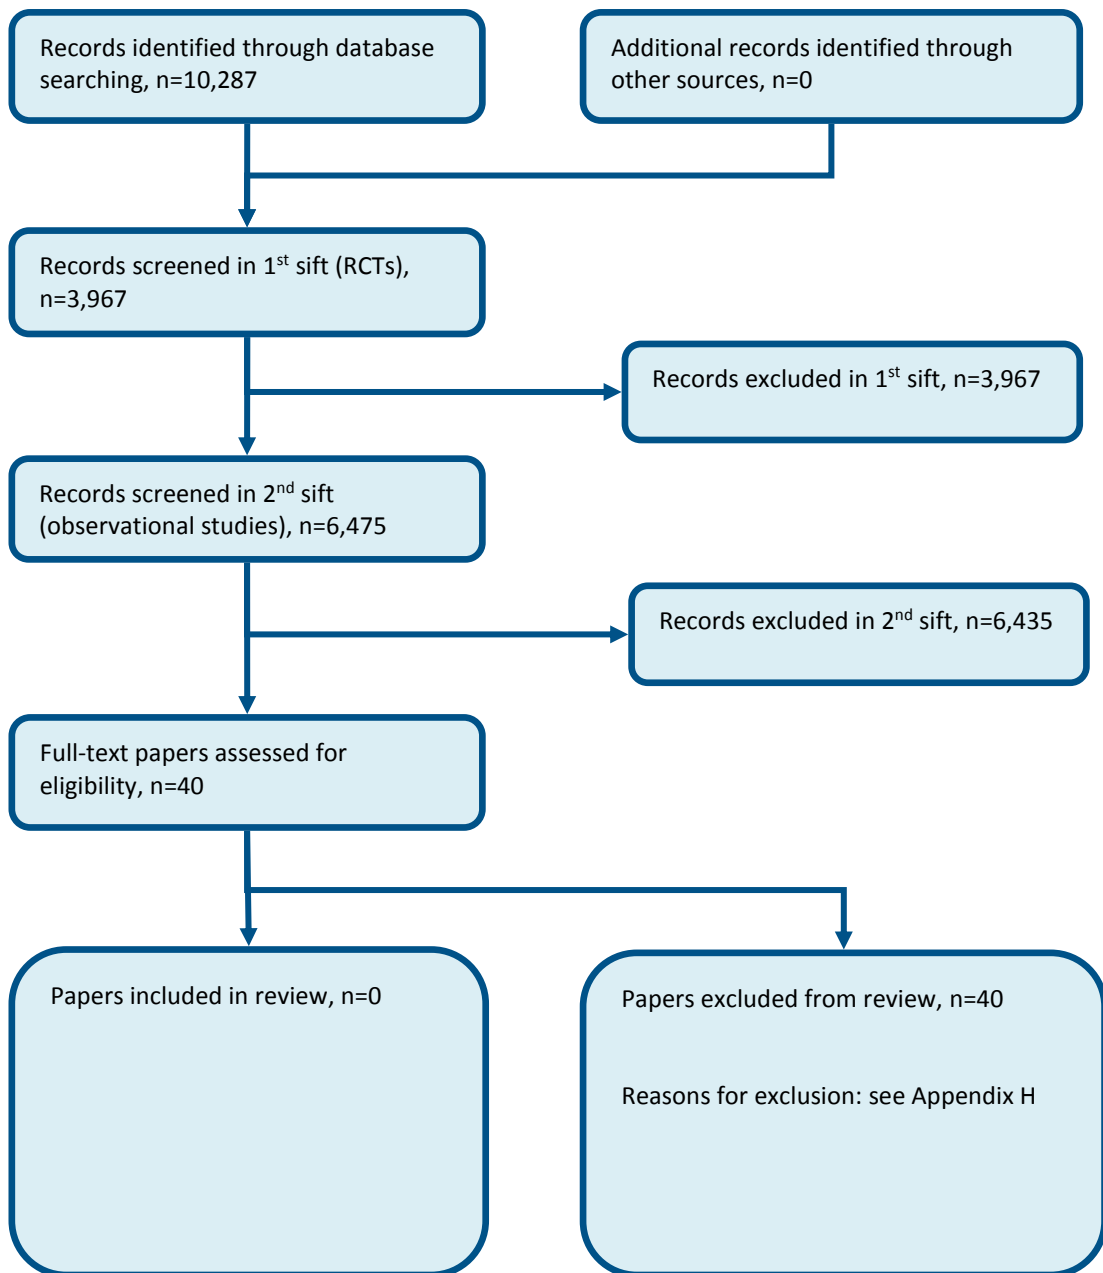 Records identified through database
searching, n=10,287
Additional records identified through
other sources, n=0
Records screened in 1st sift (RCTs),
n=3,967
Records excluded in 1st sift, n=3,967
Records screened in 2nd sift
(observational studies), n=6,475
Records excluded in 2nd sift, n=6,435
Full-text papers assessed for
eligibility, n=40
Papers included in review, n=0
Papers excluded from review, n=40
Reasons for exclusion: see Appendix H